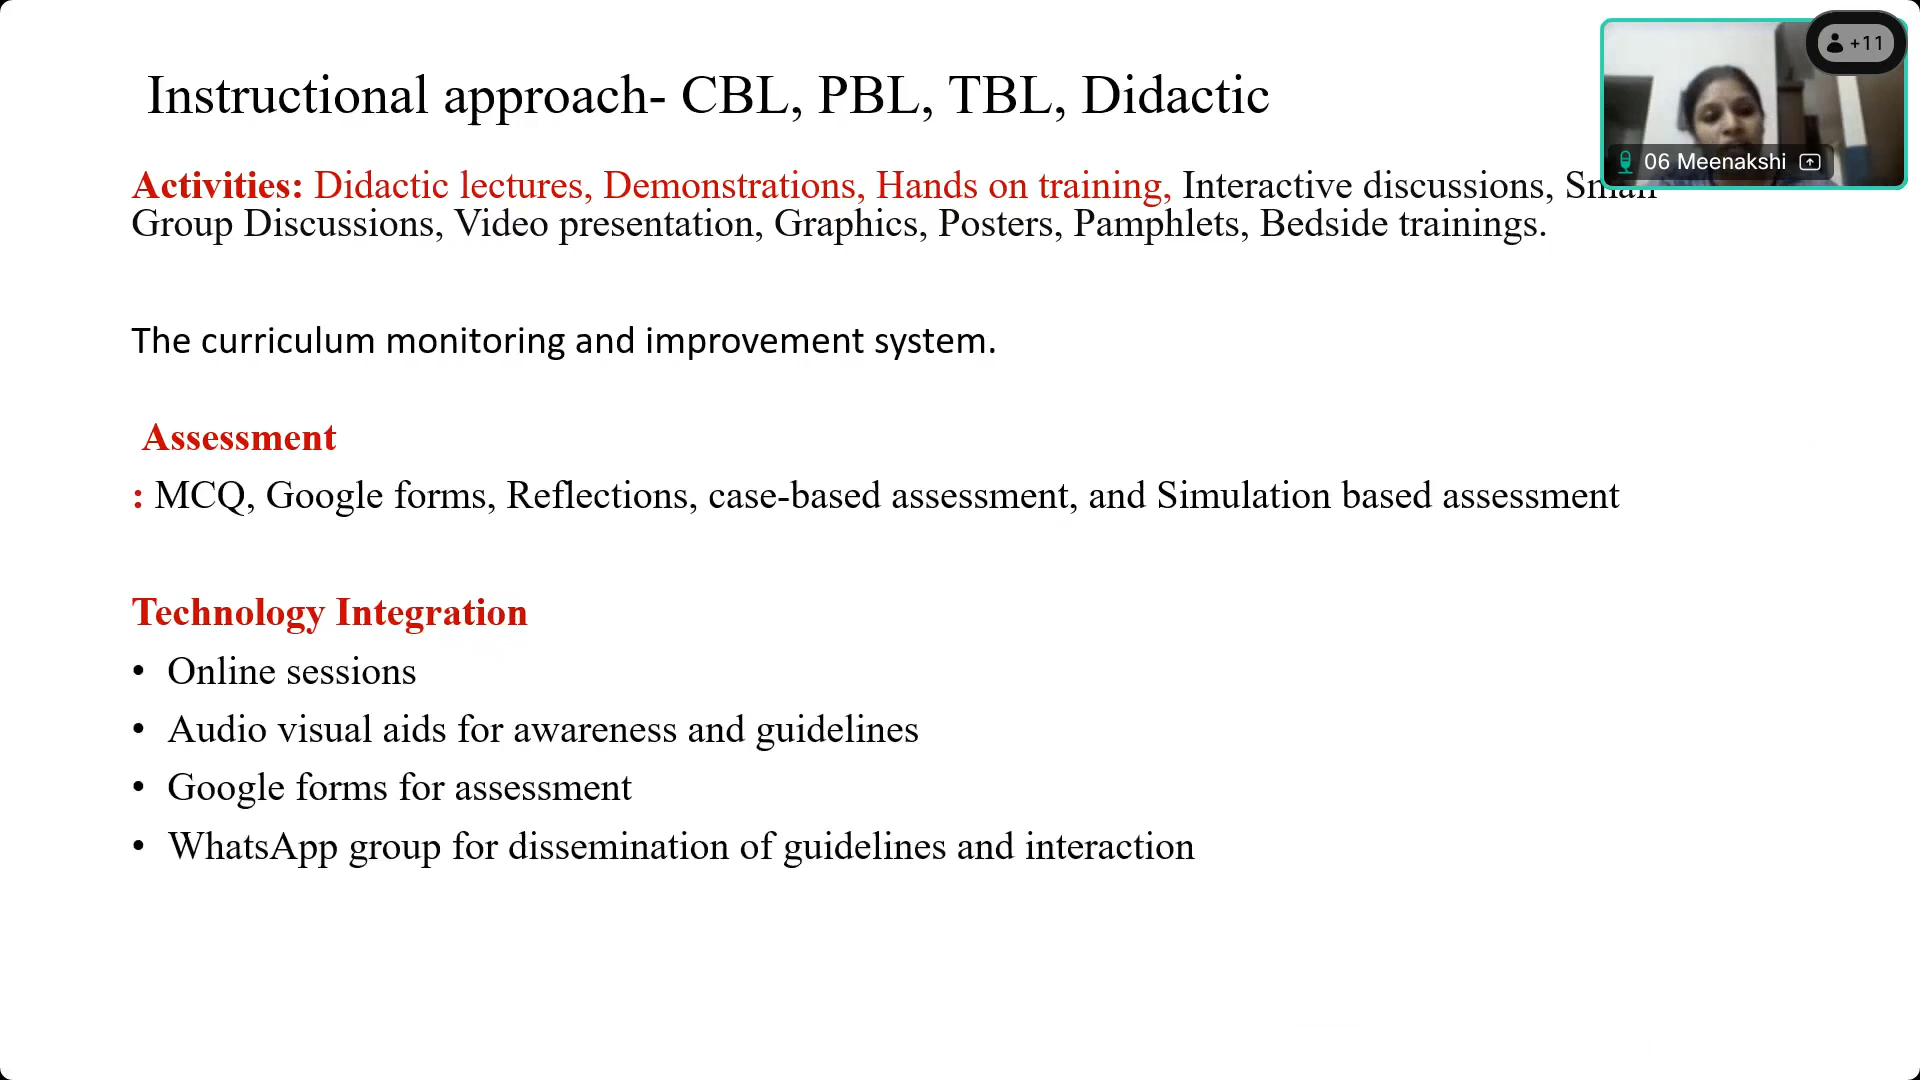 Instructional approach- CBL, PBL, TBL, Didactic
+11
06 Meenakshi
Activities: Didactic lectures, Demonstrations, Hands on training, Interactive discussions, Small
Group Discussions, Video presentation, Graphics, Posters, Pamphlets, Bedside trainings.
The curriculum monitoring and improvement system.
Assessment
: MCQ, Google forms, Reflections, case-based assessment, and Simulation based assessment
Technology Integration
• Online sessions
• Audio visual aids for awareness and guidelines
• Google forms for assessment
• WhatsApp group for dissemination of guidelines and interaction